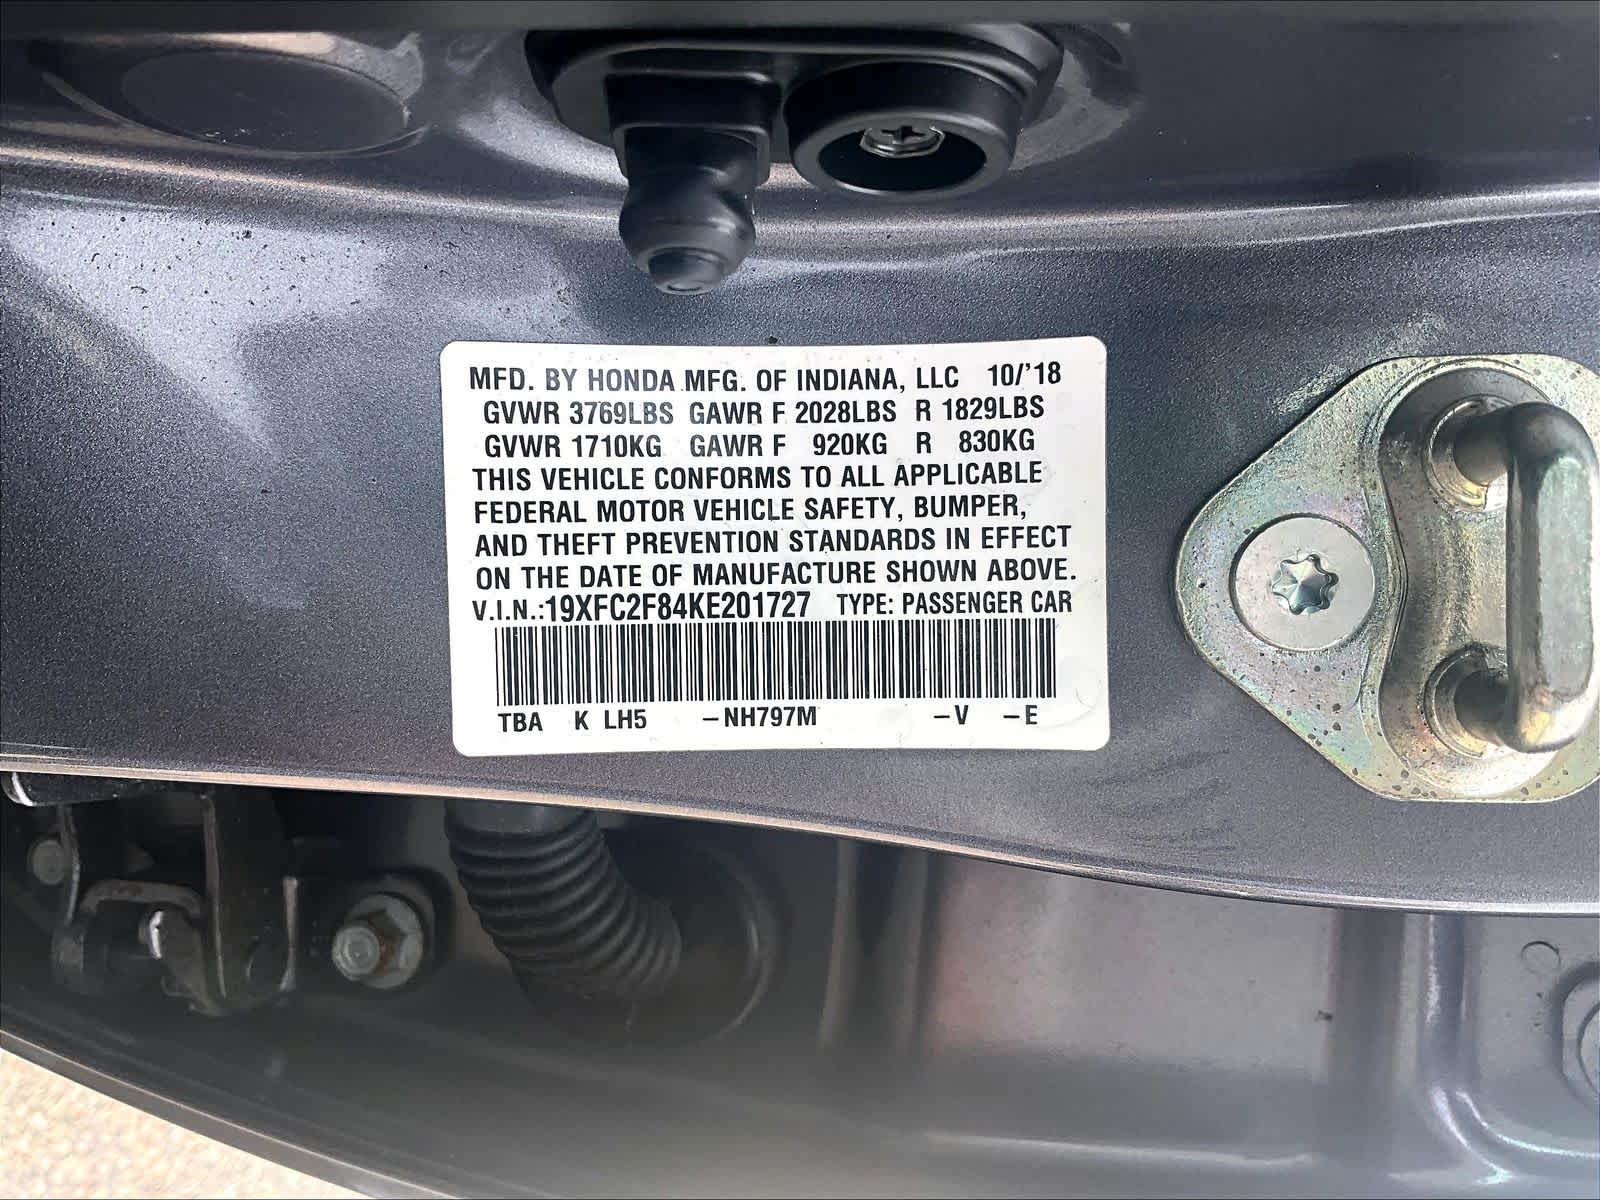 MFD. BY HONDA MFG. OF INDIANA, LLC 10/'18
GVWR 3769LBS GAWR F 2028LBS R 1829LBS
GVWR 1710KG GAWR F 920KG R 830KG
THIS VEHICLE CONFORMS TO ALL APPLICABLE
FEDERAL MOTOR VEHICLE SAFETY, BUMPER,
AND THEFT PREVENTION STANDARDS IN EFFECT
ON THE DATE OF MANUFACTURE SHOWN ABOVE.
V.I.N.:19XFC2F84KE201727 TYPE: PASSENGER CAR
TBA K LH5 -NH797M -V -E